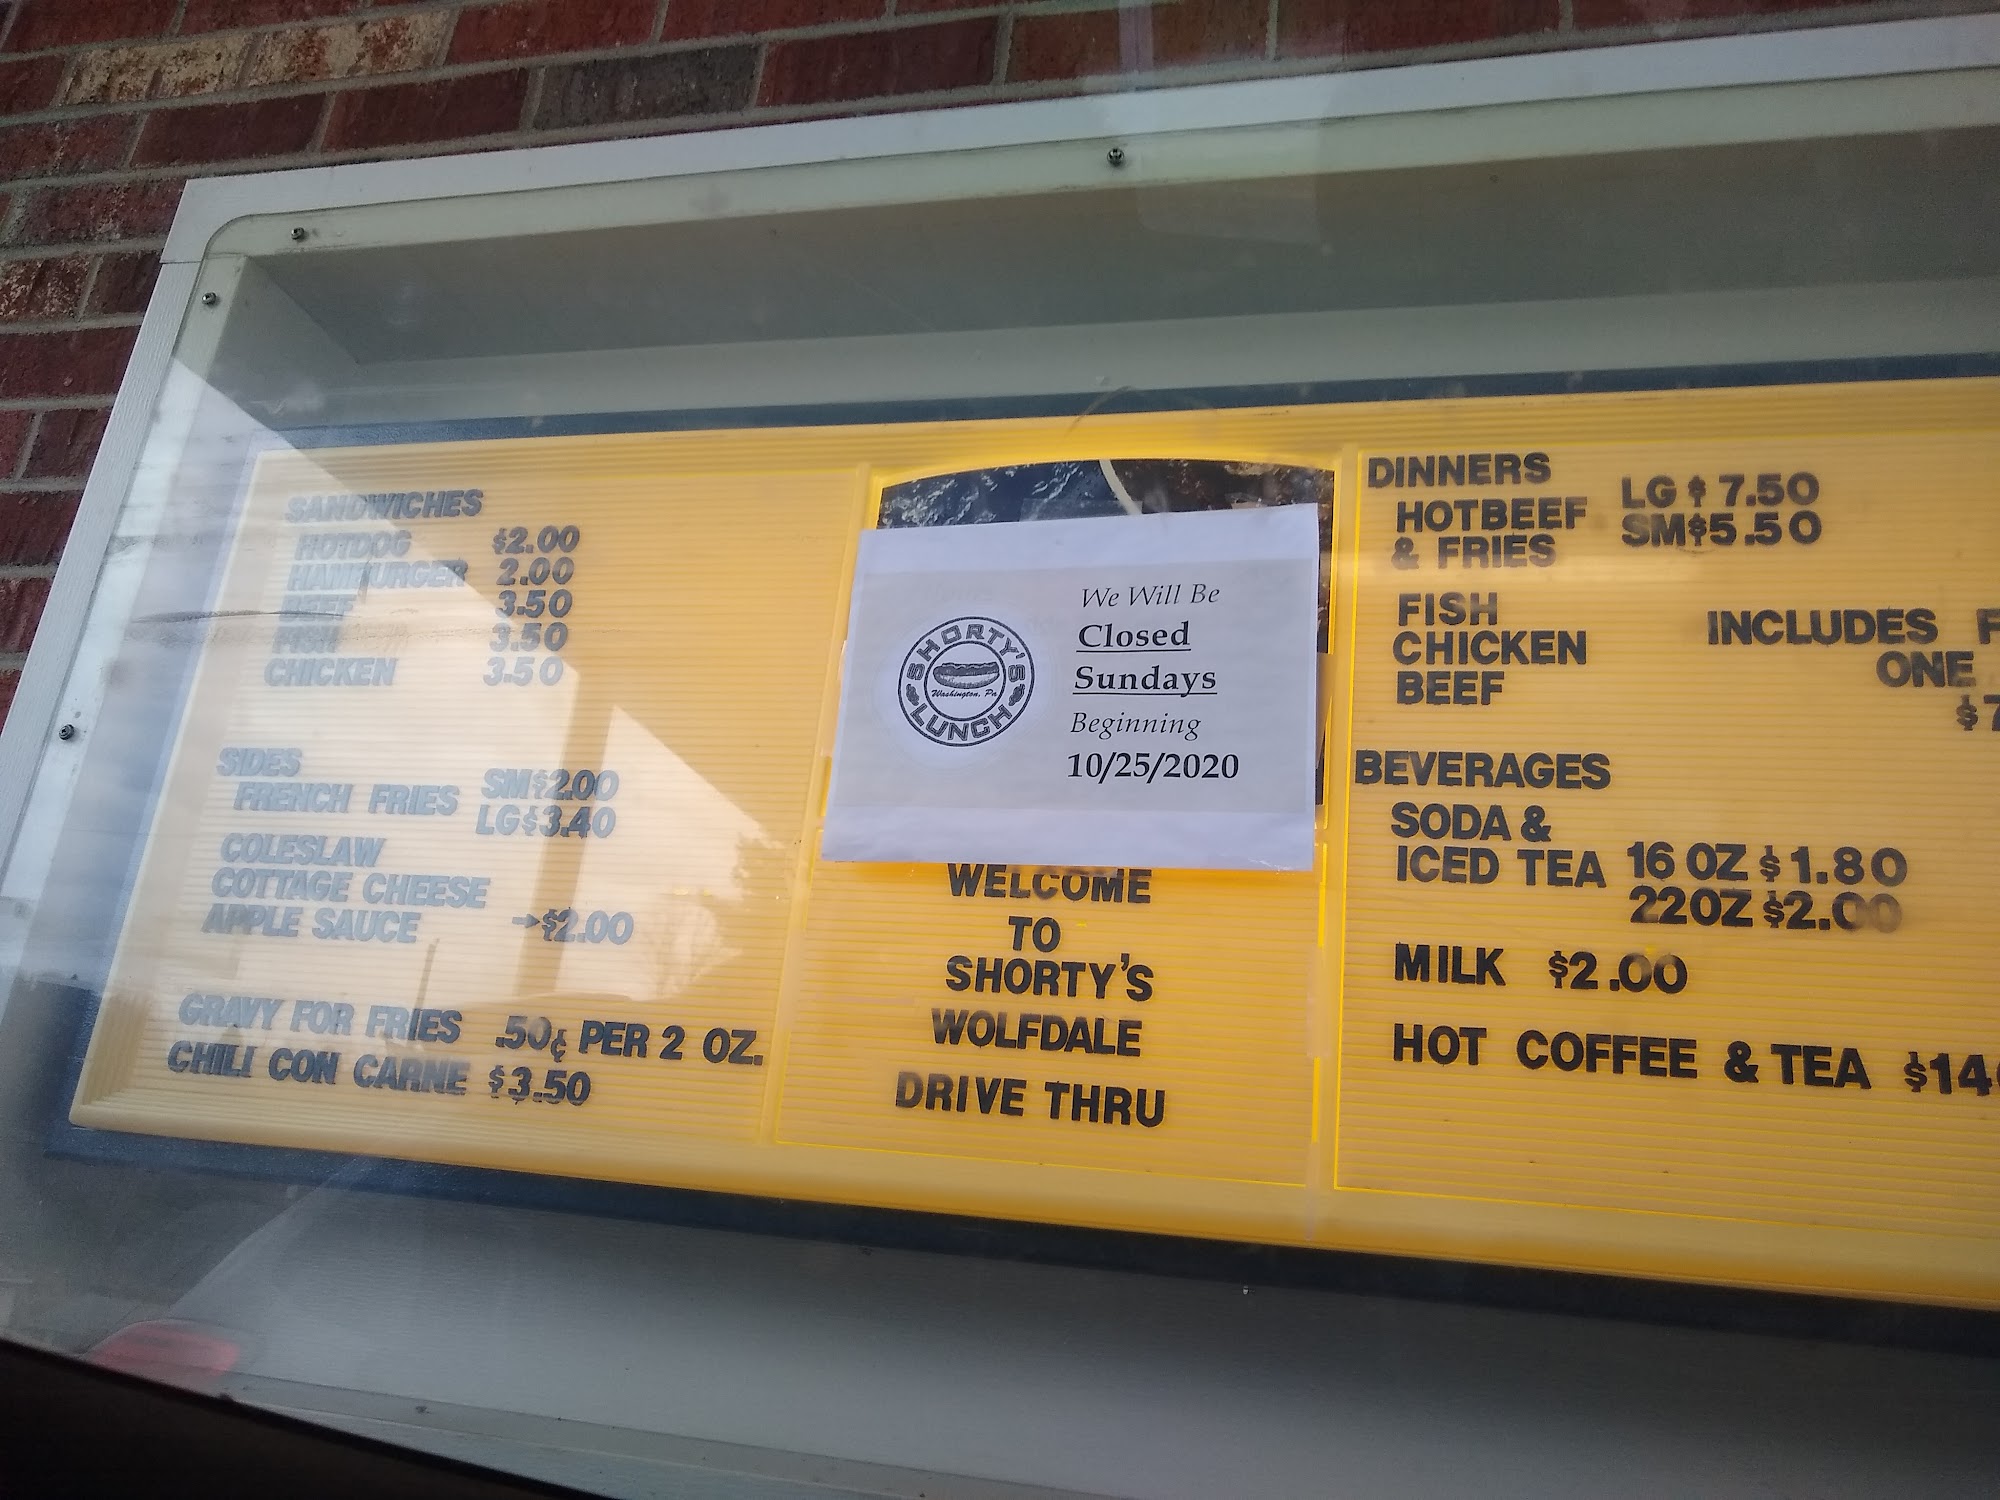 SANDWICHES
HOTDOG $2.00
HAMBURGER 2.00
BEEF 3.50
FISH 3.50
CHICKEN 3.50
SIDES
FRENCH FRIES SM$2.00
LG$3.40
COLESLAW
COTTAGE CHEESE
APPLE SAUCE →$2.00
GRAVY FOR FRIES .50¢ PER 2 OZ.
CHILI CON CARNE $3.50
SHORTY'S
LUNCH
Washington, Pa
We Will Be
Closed
Sundays
Beginning
10/25/2020
WELCOME
TO
SHORTY'S
WOLFDALE
DRIVE THRU
DINNERS
HOTBEEF LG $7.50
& FRIES SM$5.50
FISH
CHICKEN INCLUDES F
BEEF ONE
$7
BEVERAGES
SODA &
ICED TEA 16 OZ $1.80
22OZ $2.00
MILK $2.00
HOT COFFEE & TEA $14